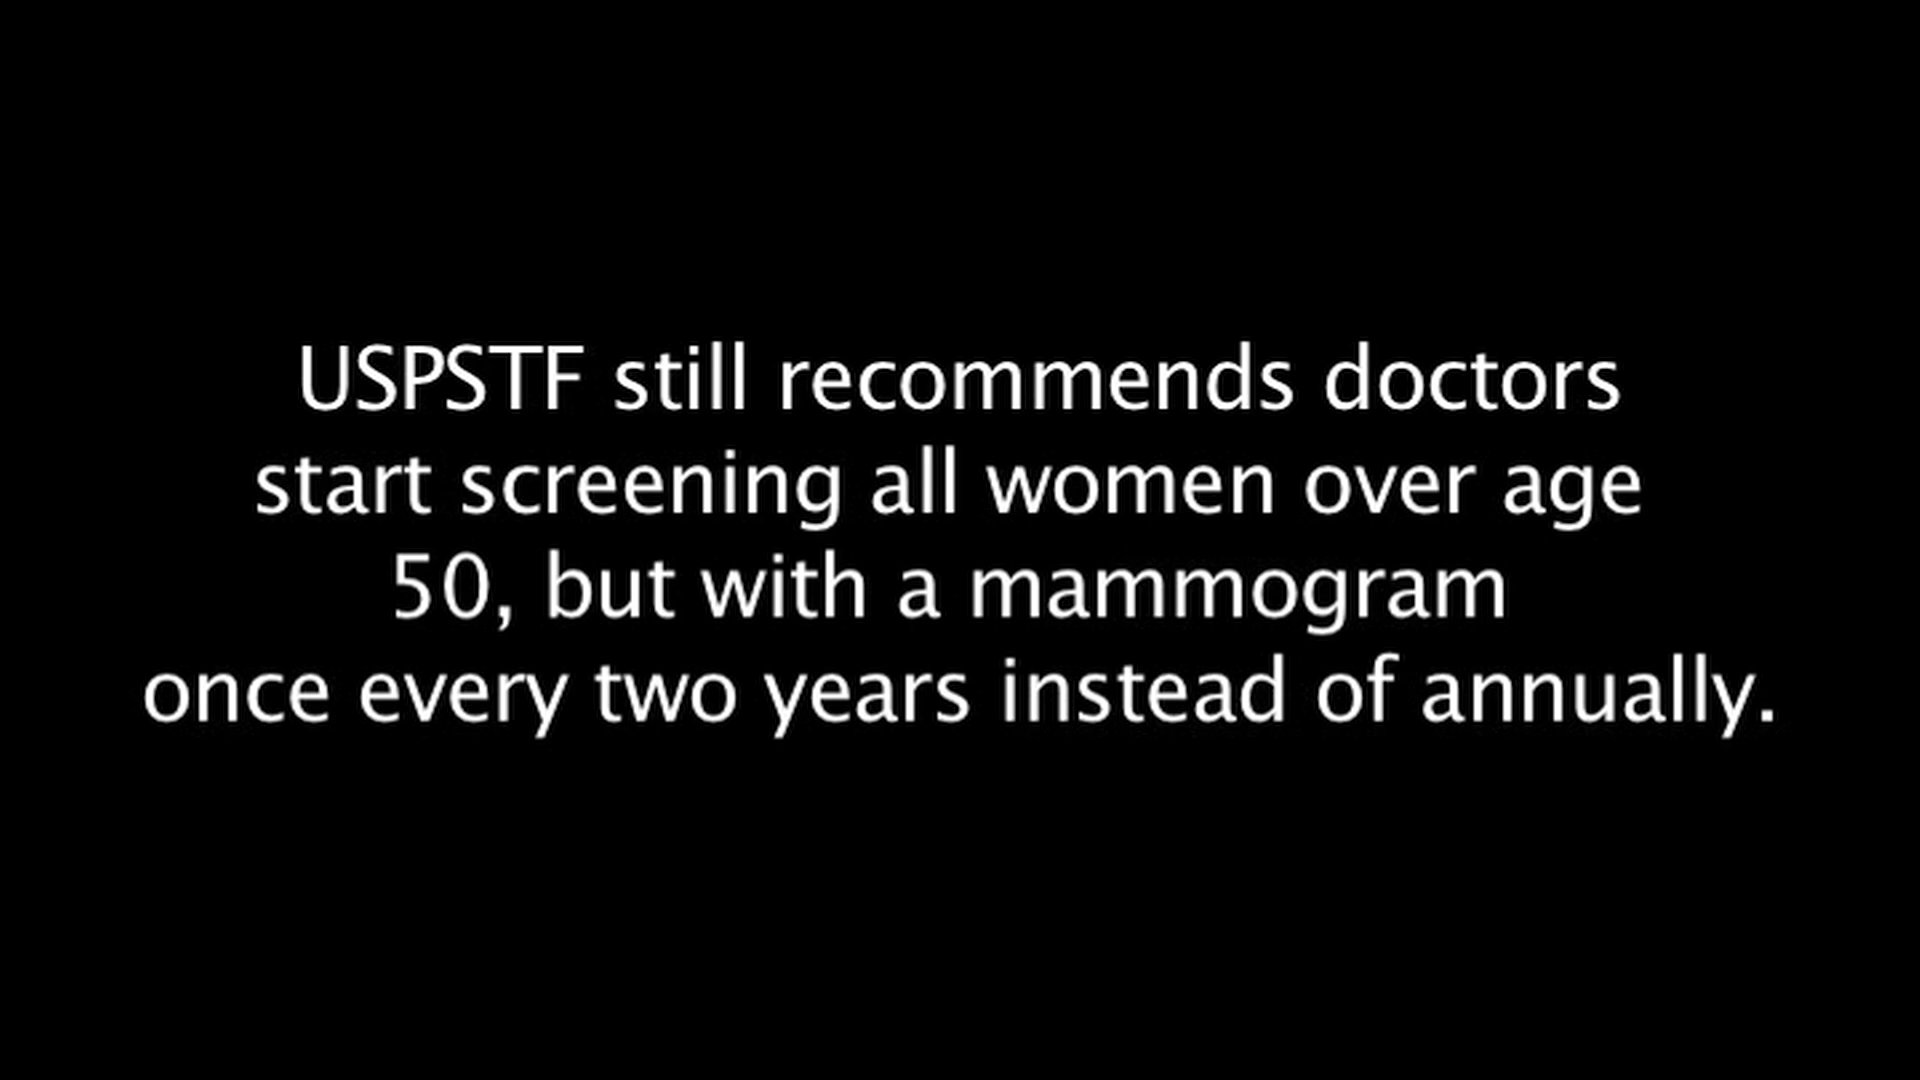 USPSTF still recommends doctors
start screening all women over age
50, but with a mammogram
once every two years instead of annually.